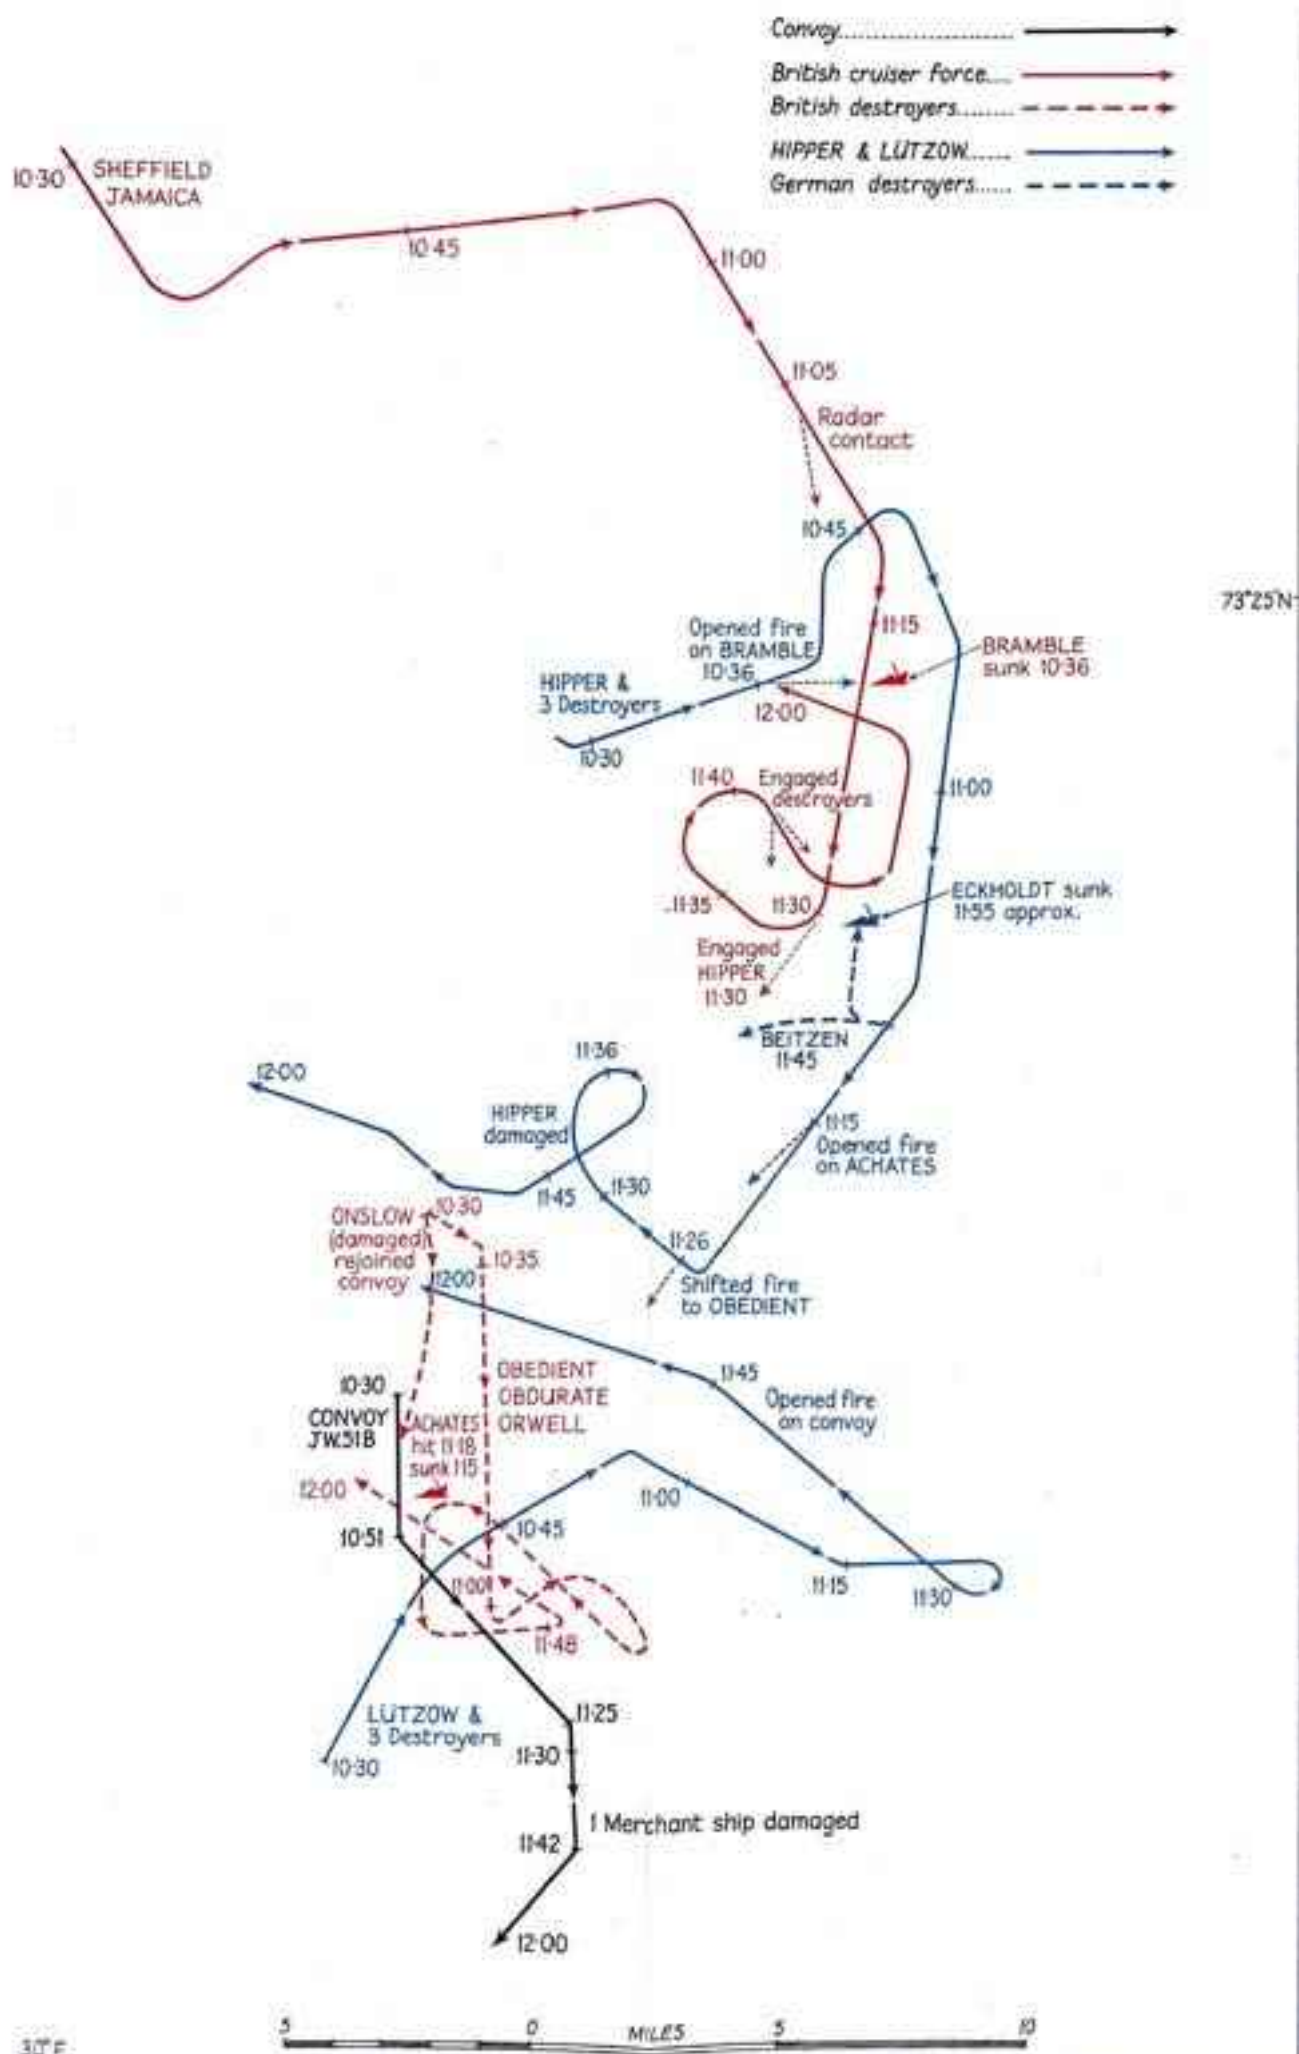 Convoy
British cruiser force
British destroyers
HIPPER & LÜTZOW
German destroyers
10·30
SHEFFIELD
JAMAICA
10·45
11·00
11·05
Radar
contact
10·45
73°25'N
11·15
Opened fire
on BRAMBLE
10·36
BRAMBLE
sunk 10·36
HIPPER &
3 Destroyers
12·00
10·30
11·40
Engaged
destroyers
11·00
11·35
11·30
ECKHOLDT sunk
11·55 approx.
Engaged
HIPPER
11·30
BEITZEN
11·45
11·36
12·00
HIPPER
damaged
11·15
Opened fire
on ACHATES
11·45
11·30
10·30
ONSLOW
(damaged)
rejoined
convoy
11·26
10·35
12·00
Shifted fire
to OBEDIENT
10·30
OBEDIENT
OBDURATE
ORWELL
11·45
Opened fire
on convoy
CONVOY
JW.51B
ACHATES
hit 11·18
sunk 1·15
12·00
11·00
10·51
10·45
11·00
11·15
11·30
11·48
LÜTZOW &
3 Destroyers
10·30
11·25
11·30
1 Merchant ship damaged
11·42
12·00
5 0 MILES 5 10